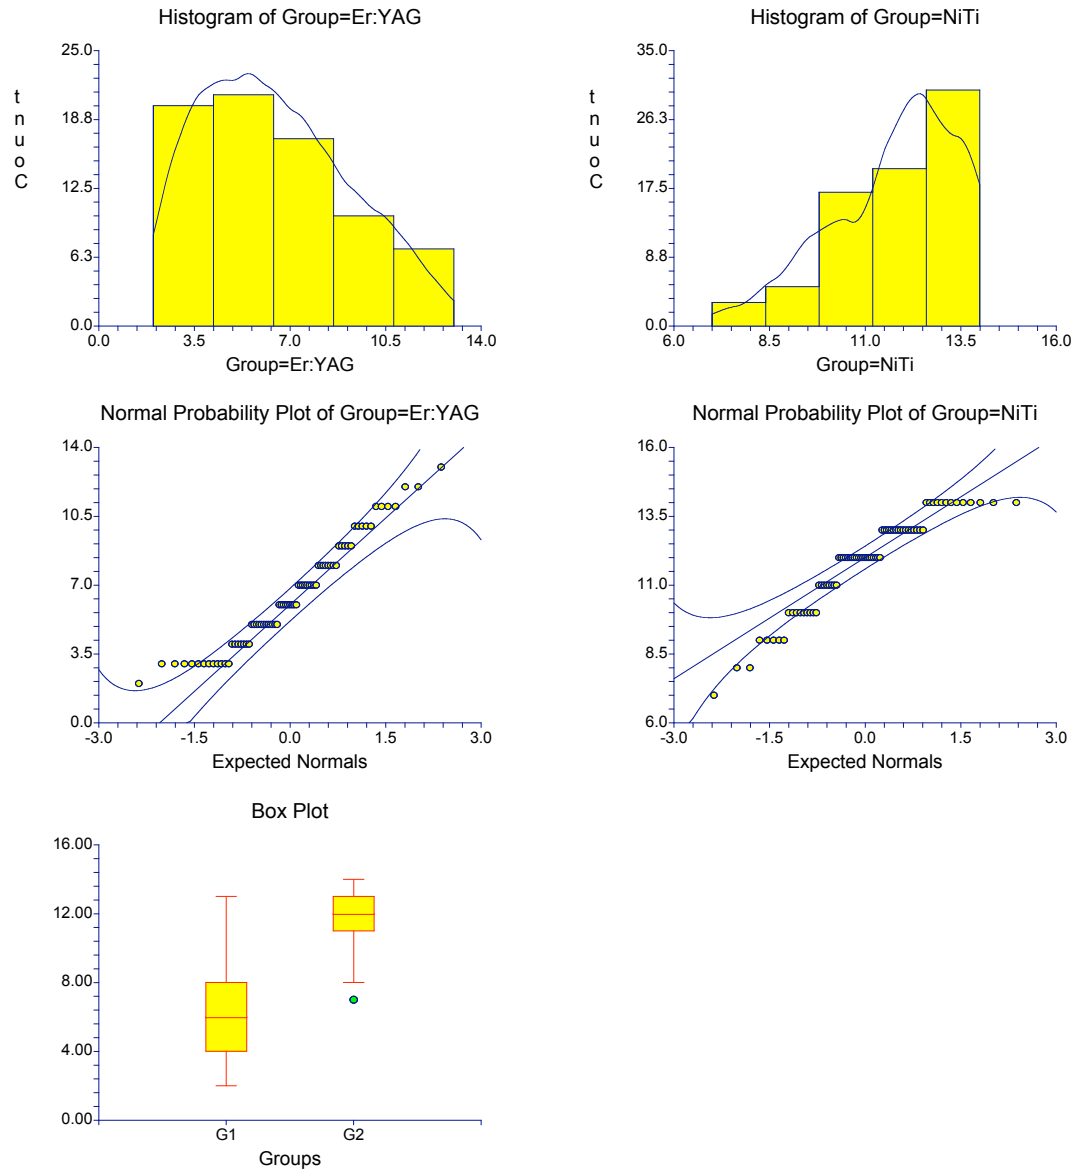 Histogram of Group=Er:YAG
25.0
18.8
12.5
6.3
0.0
t
n
u
o
C
0.0 3.5 7.0 10.5 14.0
Group=Er:YAG
Histogram of Group=NiTi
35.0
26.3
17.5
8.8
0.0
t
n
u
o
C
6.0 8.5 11.0 13.5 16.0
Group=NiTi
Normal Probability Plot of Group=Er:YAG
14.0
10.5
7.0
3.5
0.0
-3.0 -1.5 0.0 1.5 3.0
Expected Normals
Normal Probability Plot of Group=NiTi
16.0
13.5
11.0
8.5
6.0
-3.0 -1.5 0.0 1.5 3.0
Expected Normals
Box Plot
16.00
12.00
8.00
4.00
0.00
G1 G2
Groups